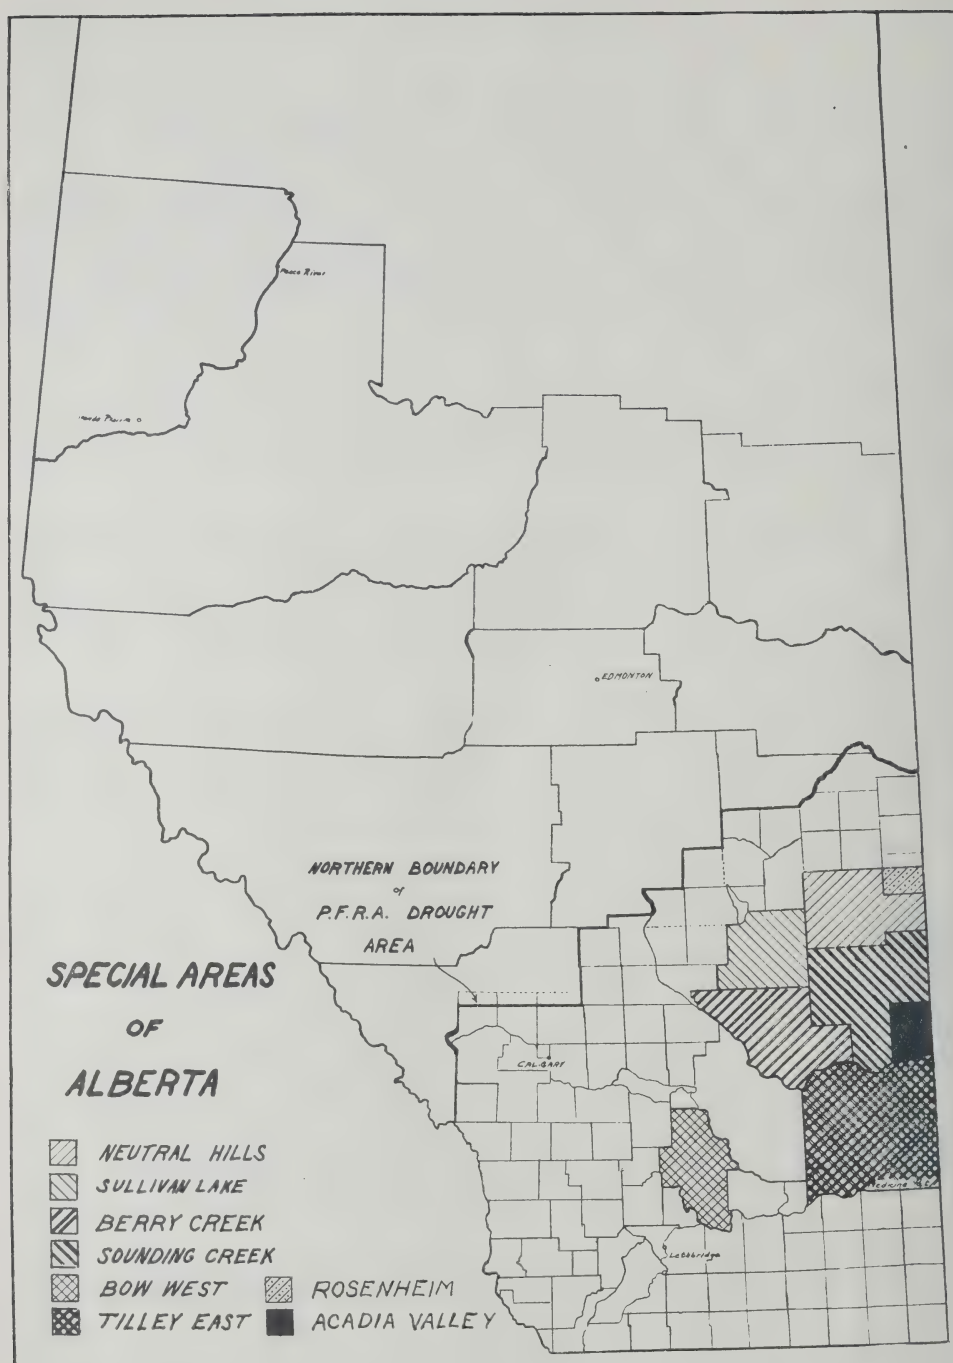 Peace River
EDMONTON
NORTHERN BOUNDARY
of
P.F.R.A. DROUGHT
AREA
SPECIAL AREAS
OF
ALBERTA
CALGARY
Lethbridge
NEUTRAL HILLS
SULLIVAN LAKE
BERRY CREEK
SOUNDING CREEK
BOW WEST
ROSENHEIM
TILLEY EAST
ACADIA VALLEY